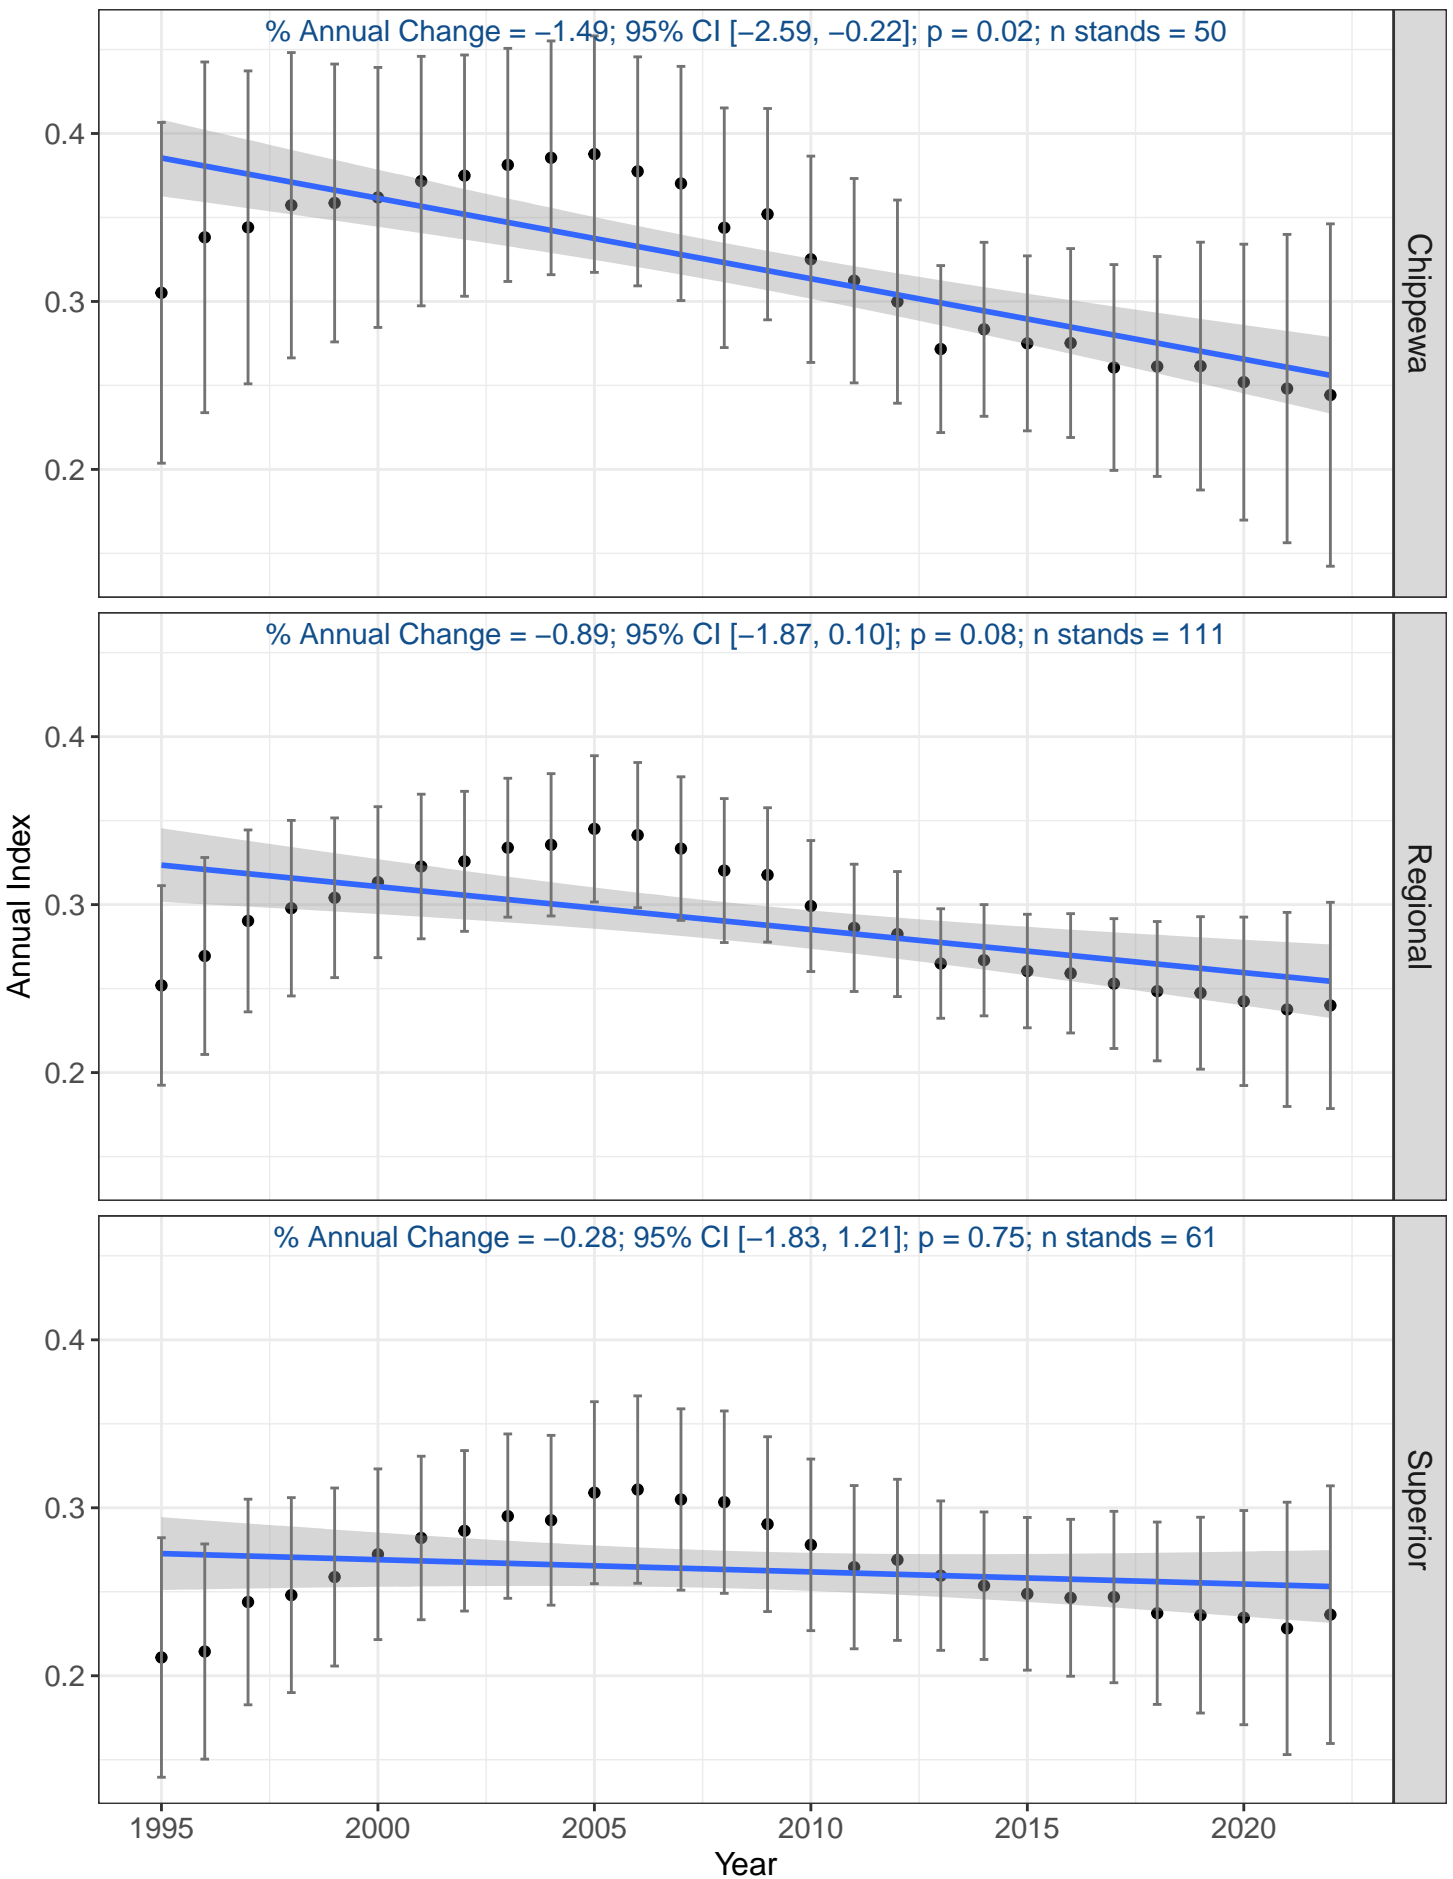 % Annual Change = −1.49; 95% CI [−2.59, −0.22]; p = 0.02; n stands = 50
0.4
0.3
0.2
Chippewa
% Annual Change = −0.89; 95% CI [−1.87, 0.10]; p = 0.08; n stands = 111
0.4
0.3
0.2
Regional
Annual Index
% Annual Change = −0.28; 95% CI [−1.83, 1.21]; p = 0.75; n stands = 61
0.4
0.3
0.2
Superior
1995 2000 2005 2010 2015 2020
Year